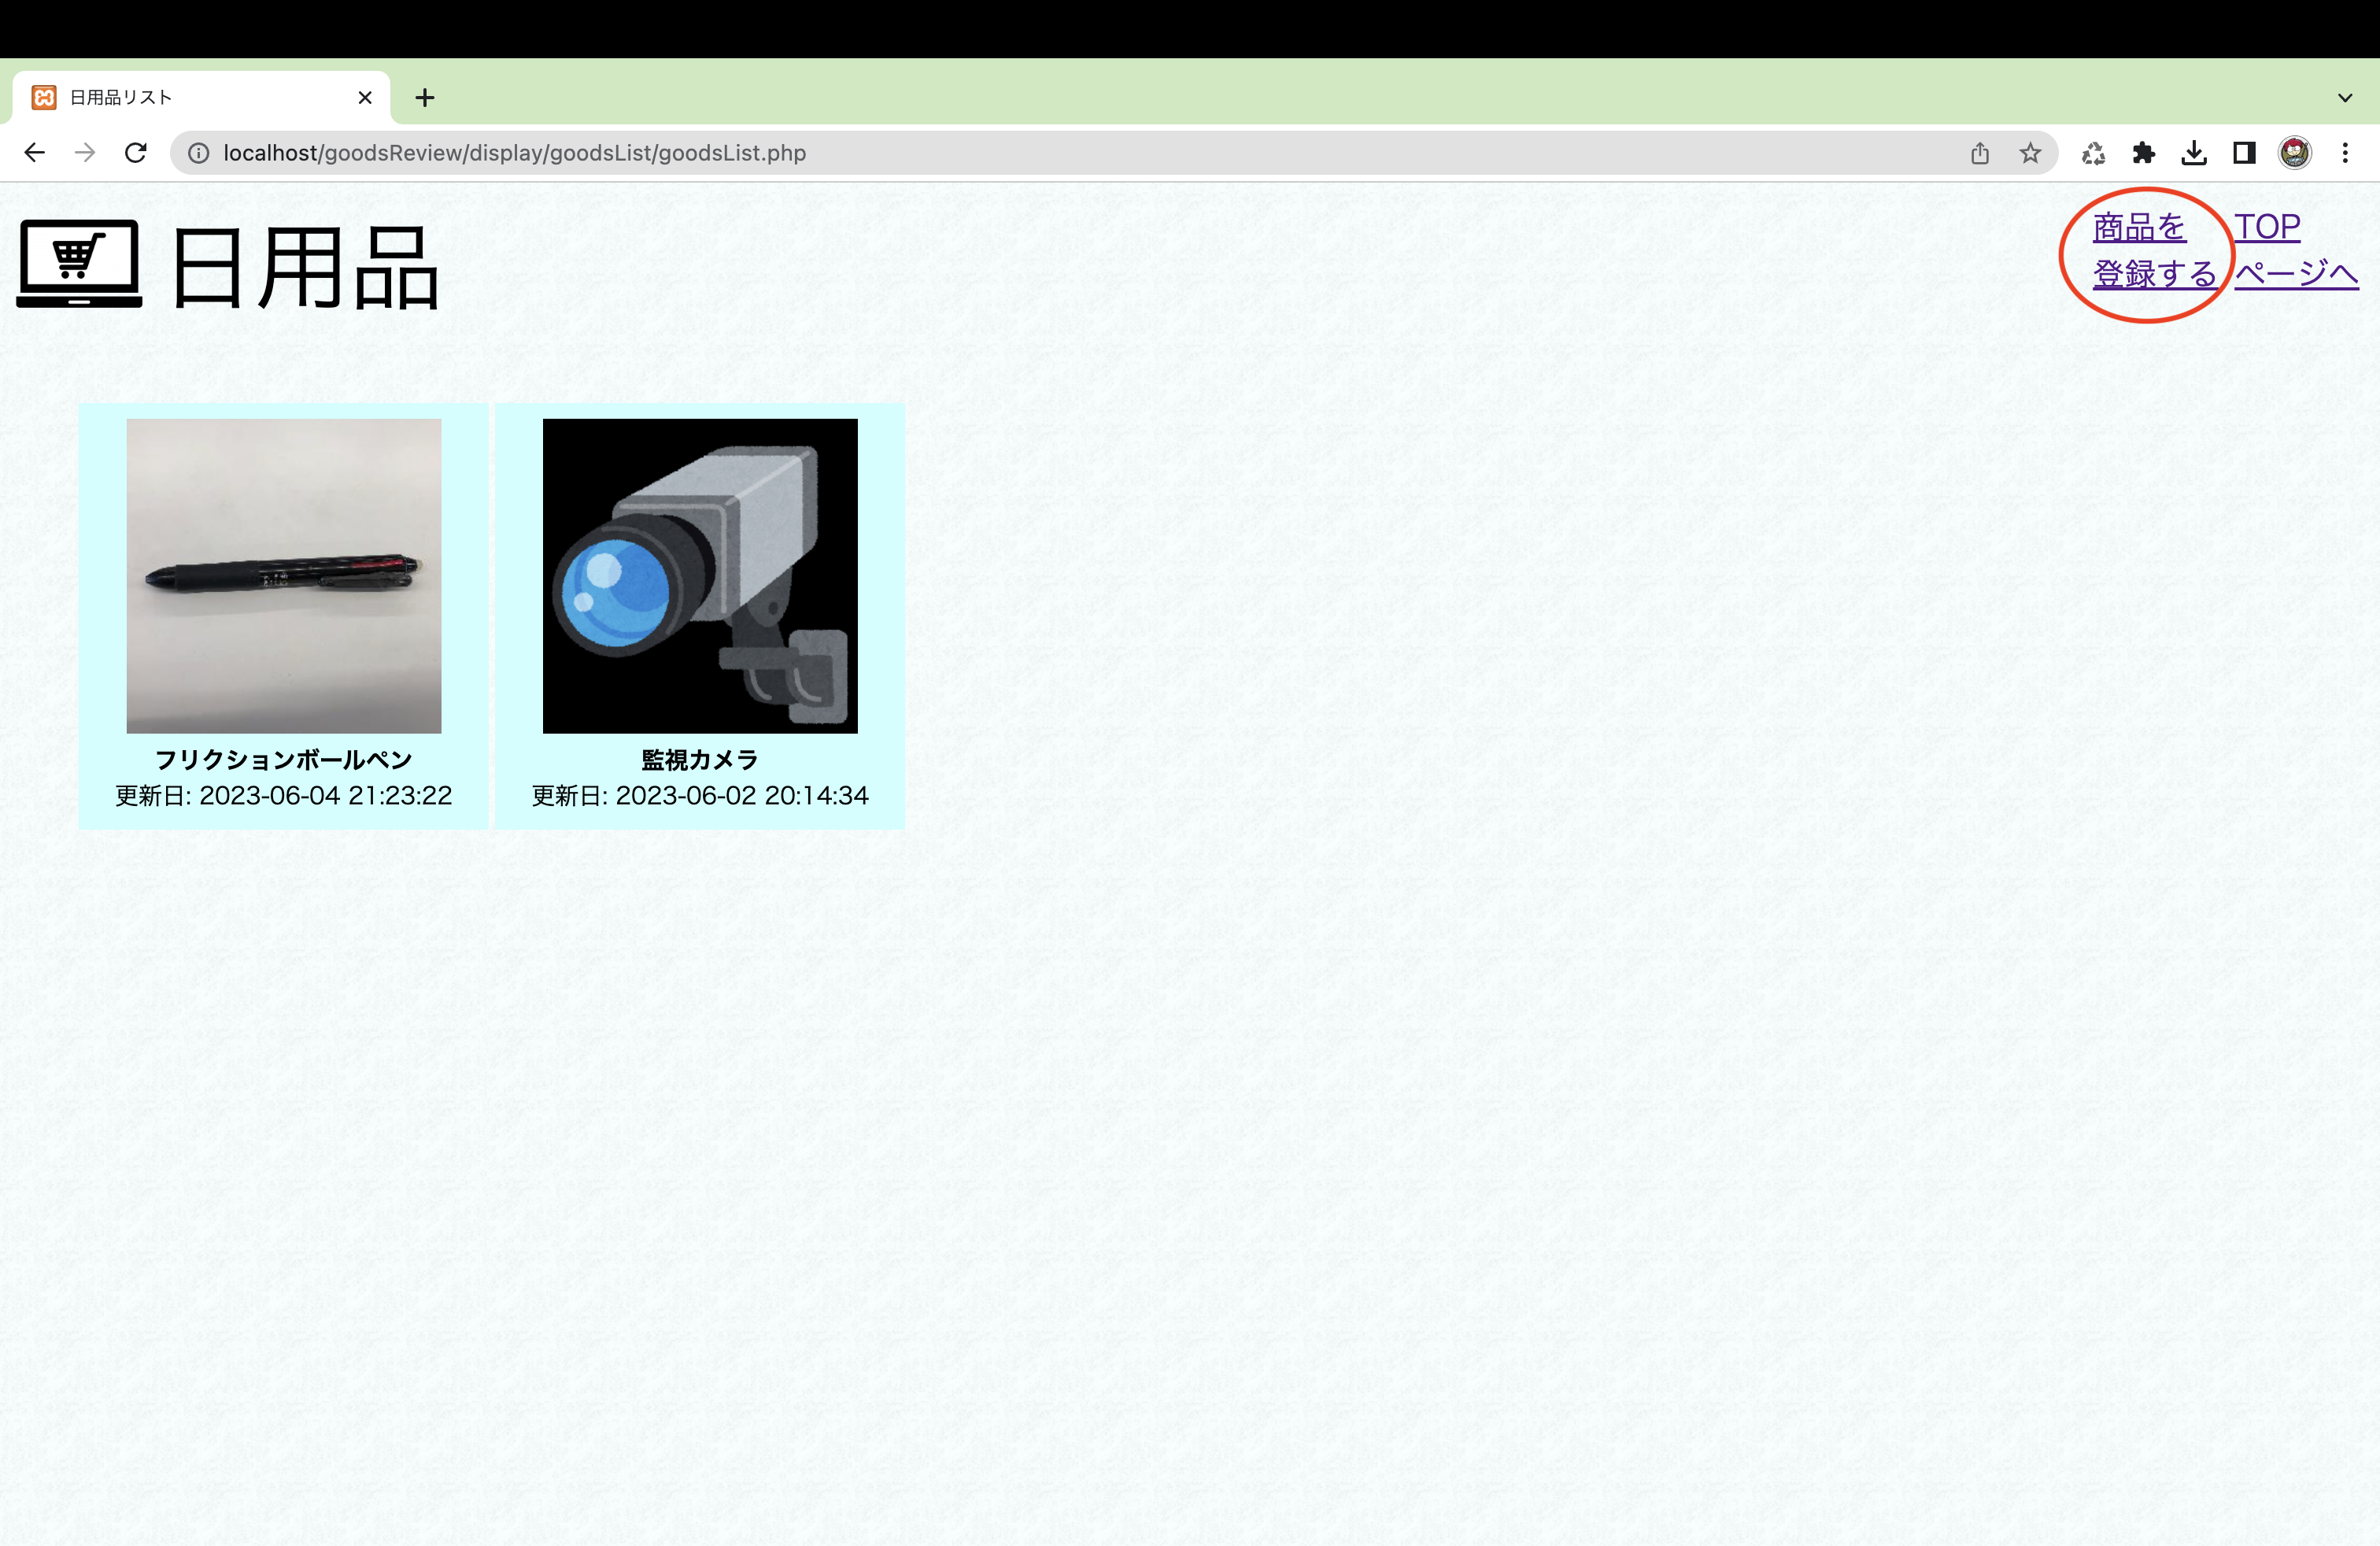 日用品リスト
localhost/goodsReview/display/goodsList/goodsList.php
日用品
商品を
登録する
TOP
ページへ
フリクションボールペン
更新日: 2023-06-04 21:23:22
監視カメラ
更新日: 2023-06-02 20:14:34